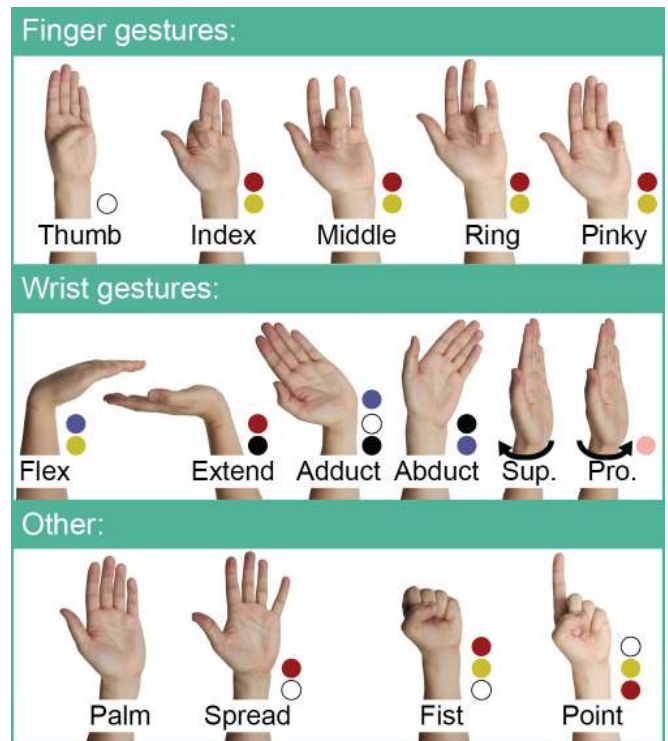 Finger gestures:
Thumb Index Middle Ring Pinky
Wrist gestures:
Flex Extend Adduct Abduct Sup. Pro.
Other:
Palm Spread Fist Point